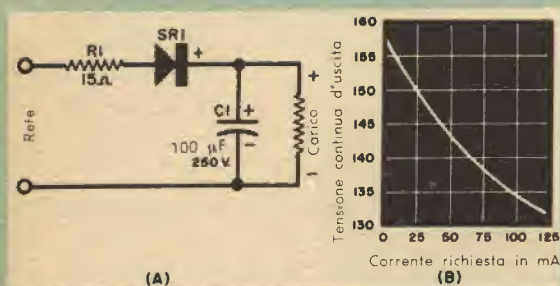 R1
15Ω
SR1
+
Rete
C1
+
100 µF
250 V.
-
+
Carico
-
(A)
Tensione continua d'uscita
160
155
150
145
140
135
130
0 25 50 75 100 125
Corrente richiesta in mA
(B)